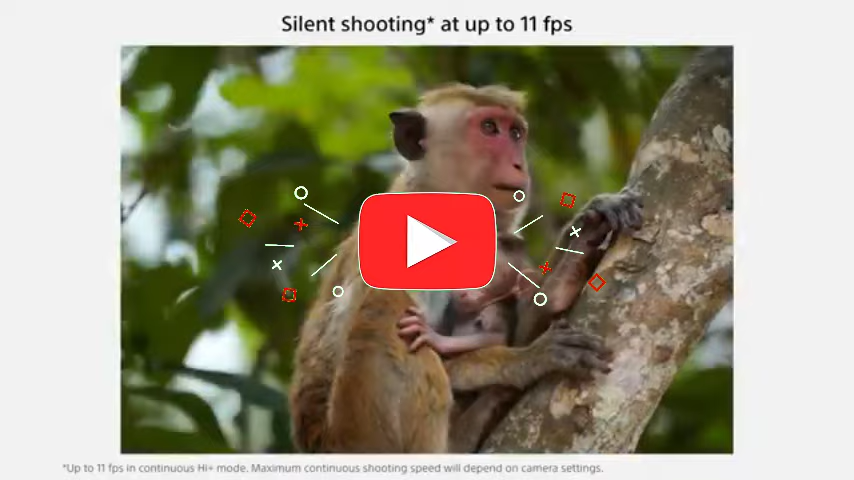 Silent shooting* at up to 11 fps
*Up to 11 fps in continuous Hi+ mode. Maximum continuous shooting speed will depend on camera settings.